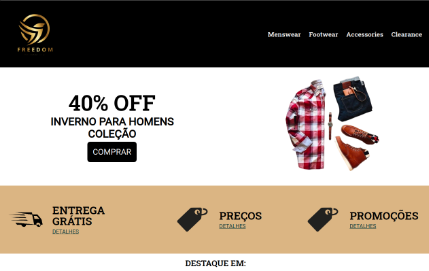 FREEDOM
Menswear Footwear Accessories Clearance
40% OFF
INVERNO PARA HOMENS
COLEÇÃO
COMPRAR
ENTREGA
GRÁTIS
DETALHES
PREÇOS
DETALHES
PROMOÇÕES
DETALHES
DESTAQUE EM: